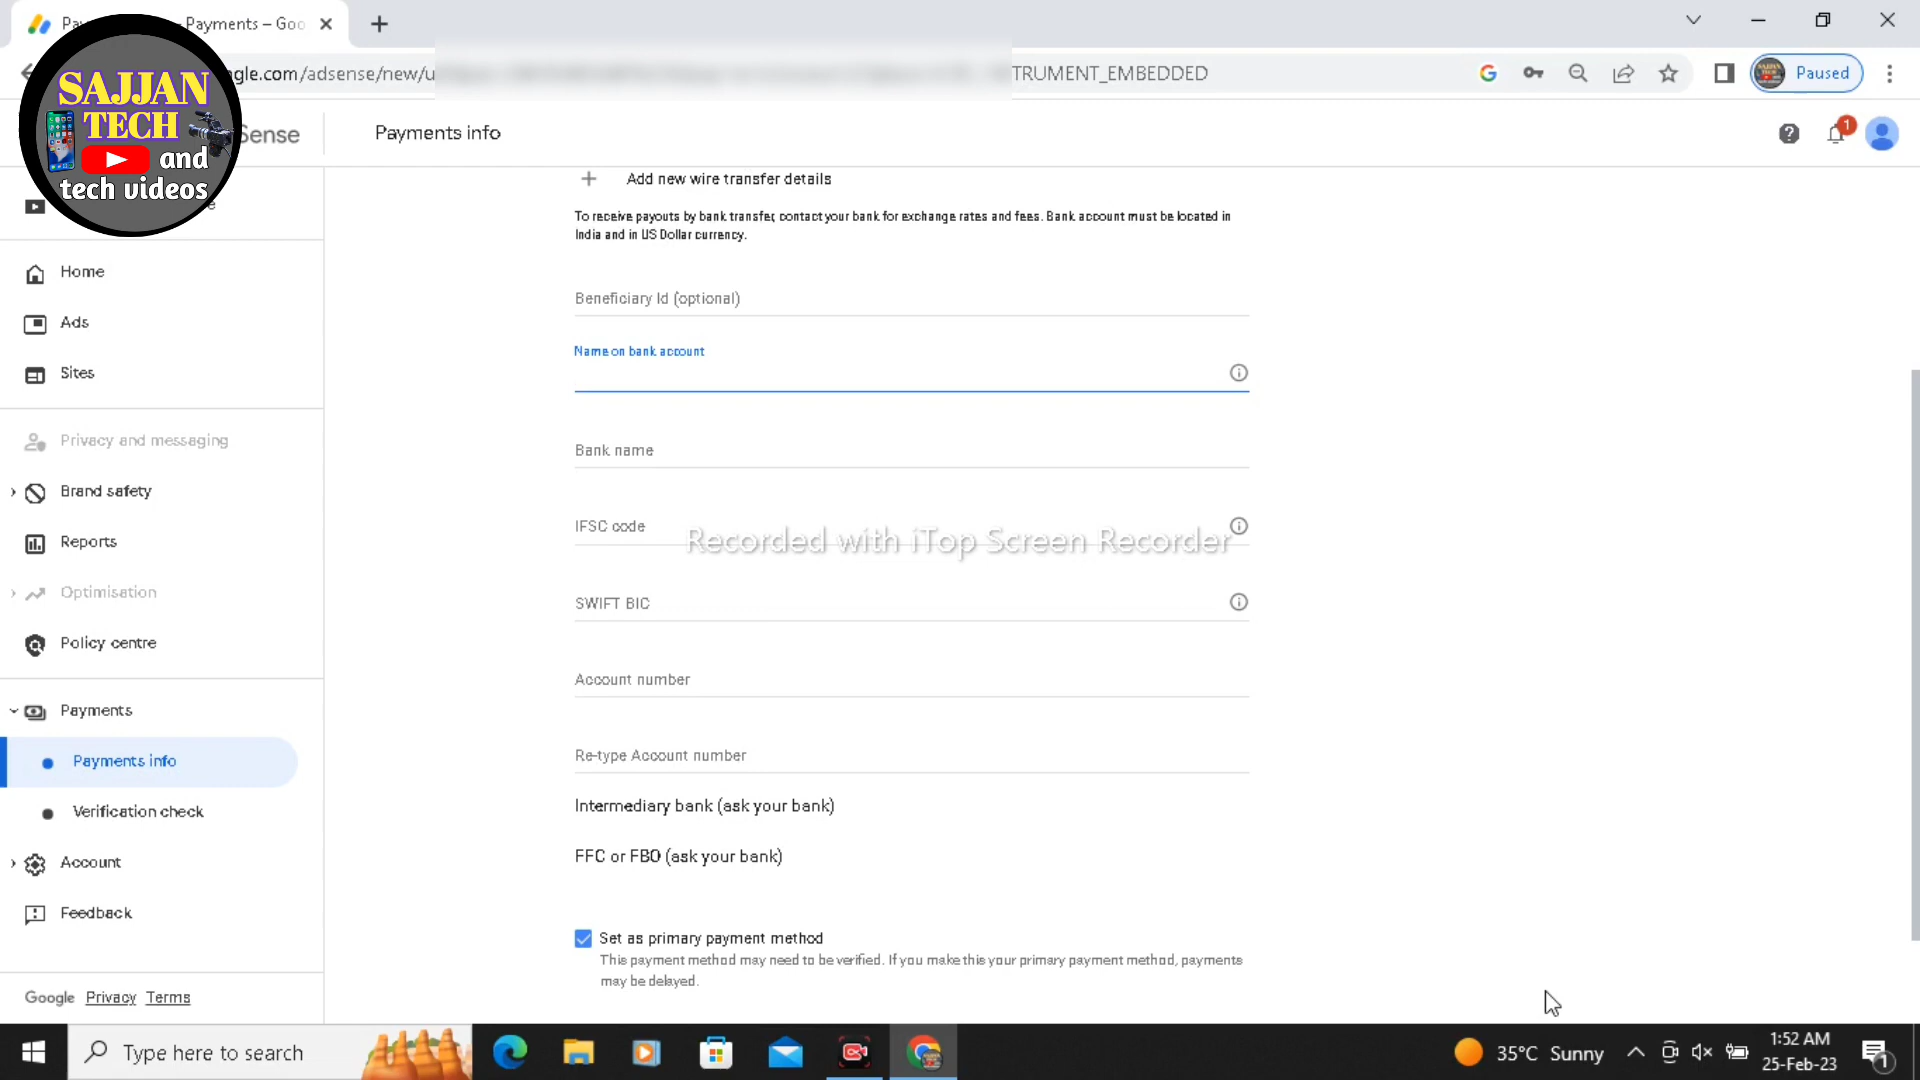 Payments – Goo
gle.com/adsense/new/u
TRUMENT_EMBEDDED
Paused
SAJJAN
TECH
and
tech videos
Sense
Payments info
1
Add new wire transfer details
To receive payouts by bank transfer, contact your bank for exchange rates and fees. Bank account must be located in
India and in US Dollar currency.
Home
Ads
Sites
Privacy and messaging
Brand safety
Reports
Optimisation
Policy centre
Payments
Payments info
Verification check
Account
Feedback
Google Privacy Terms
Beneficiary Id (optional)
Name on bank account
Bank name
IFSC code
Recorded with iTop Screen Recorder
SWIFT BIC
Account number
Re-type Account number
Intermediary bank (ask your bank)
FFC or FBO (ask your bank)
Set as primary payment method
This payment method may need to be verified. If you make this your primary payment method, payments
may be delayed.
Type here to search
35°C Sunny
1:52 AM
25-Feb-23
1